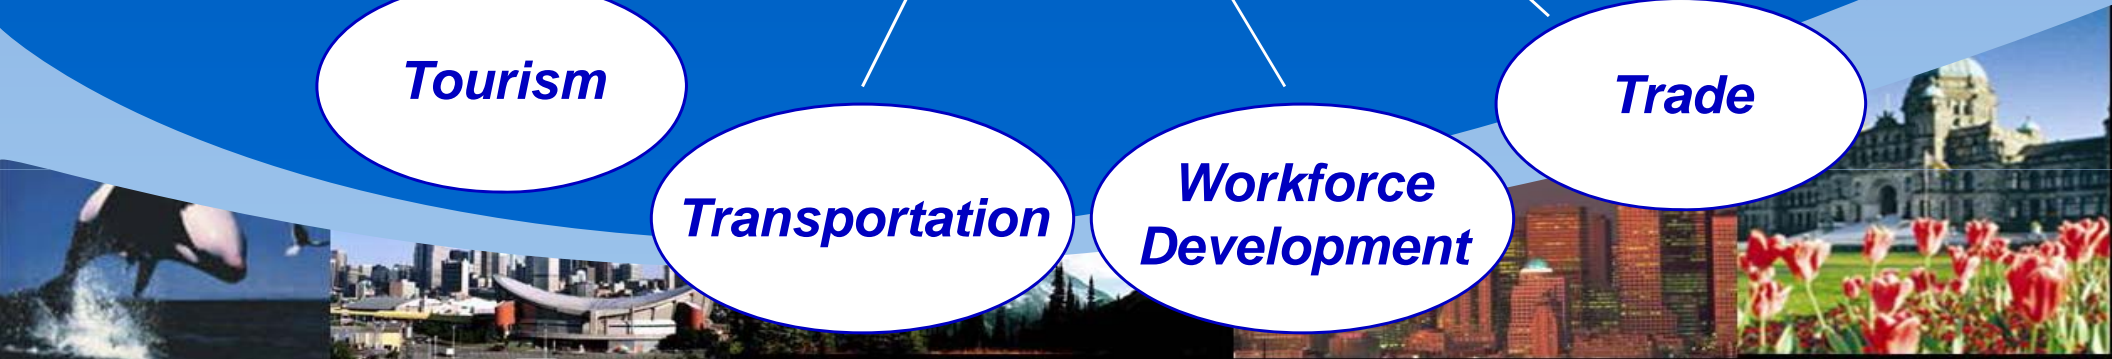 Tourism
Transportation
Workforce
Development
Trade